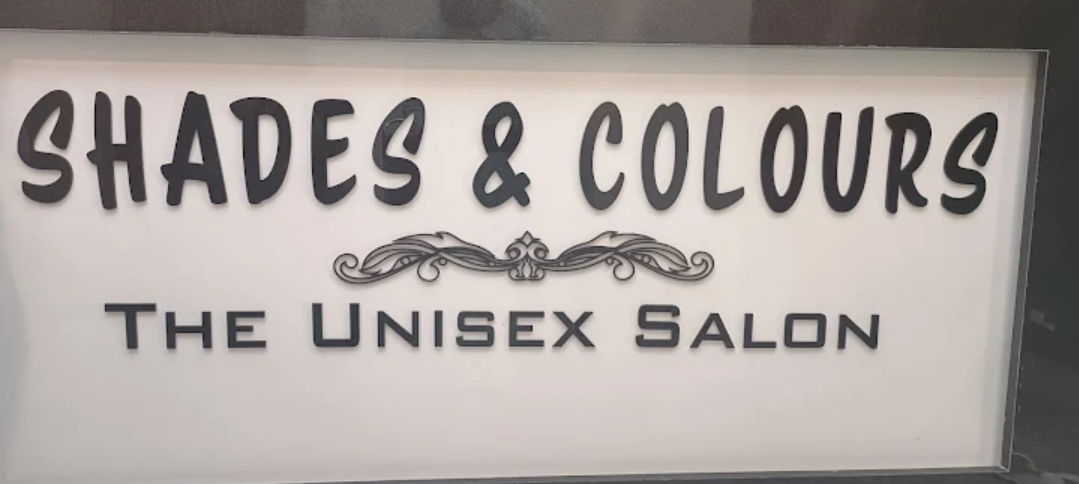 SHADES & COLOURS
THE UNISEX SALON